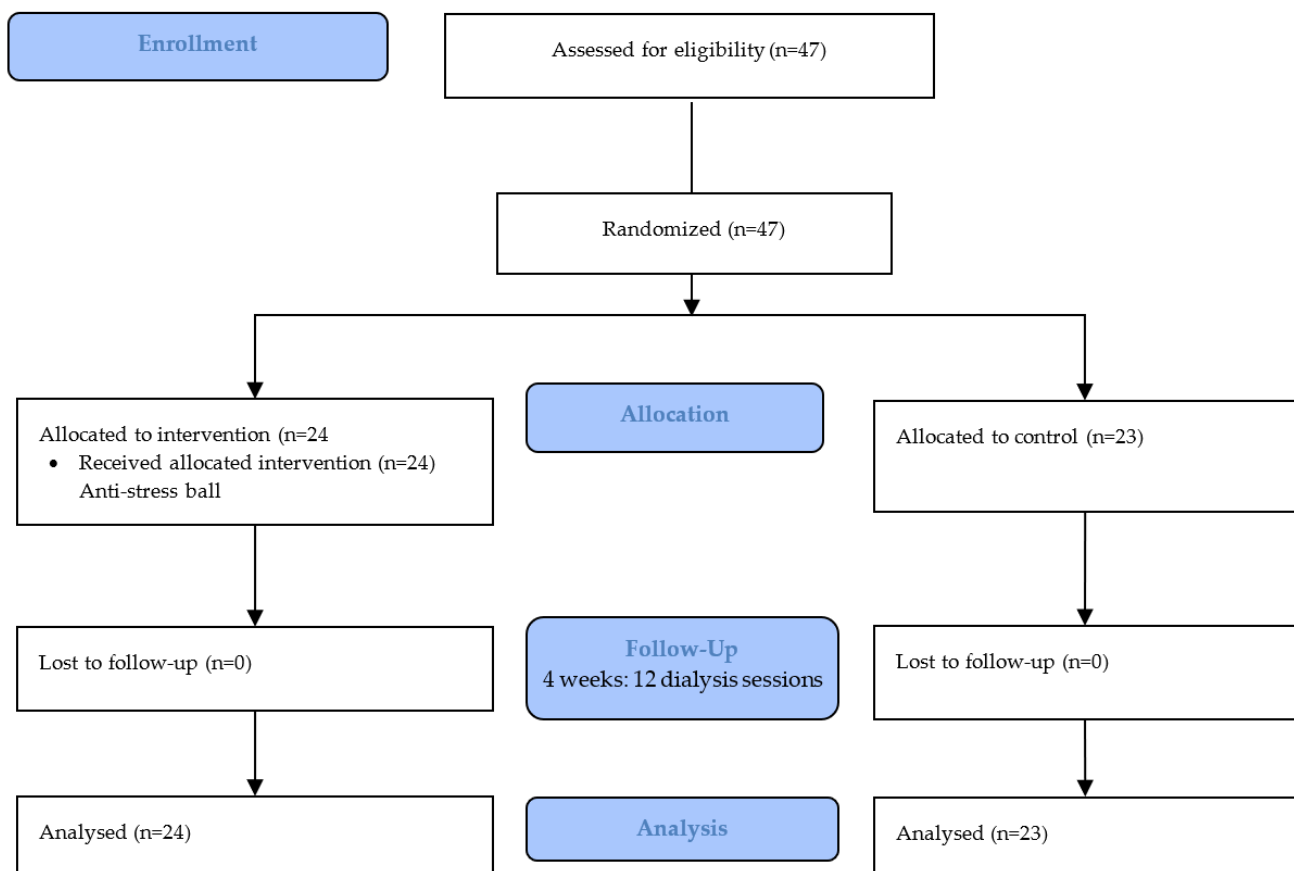 Enrollment
Assessed for eligibility (n=47)
Randomized (n=47)
Allocation
Allocated to intervention (n=24
• Received allocated intervention (n=24)
Anti-stress ball
Allocated to control (n=23)
Follow-Up
4 weeks: 12 dialysis sessions
Lost to follow-up (n=0)
Lost to follow-up (n=0)
Analysis
Analysed (n=24)
Analysed (n=23)